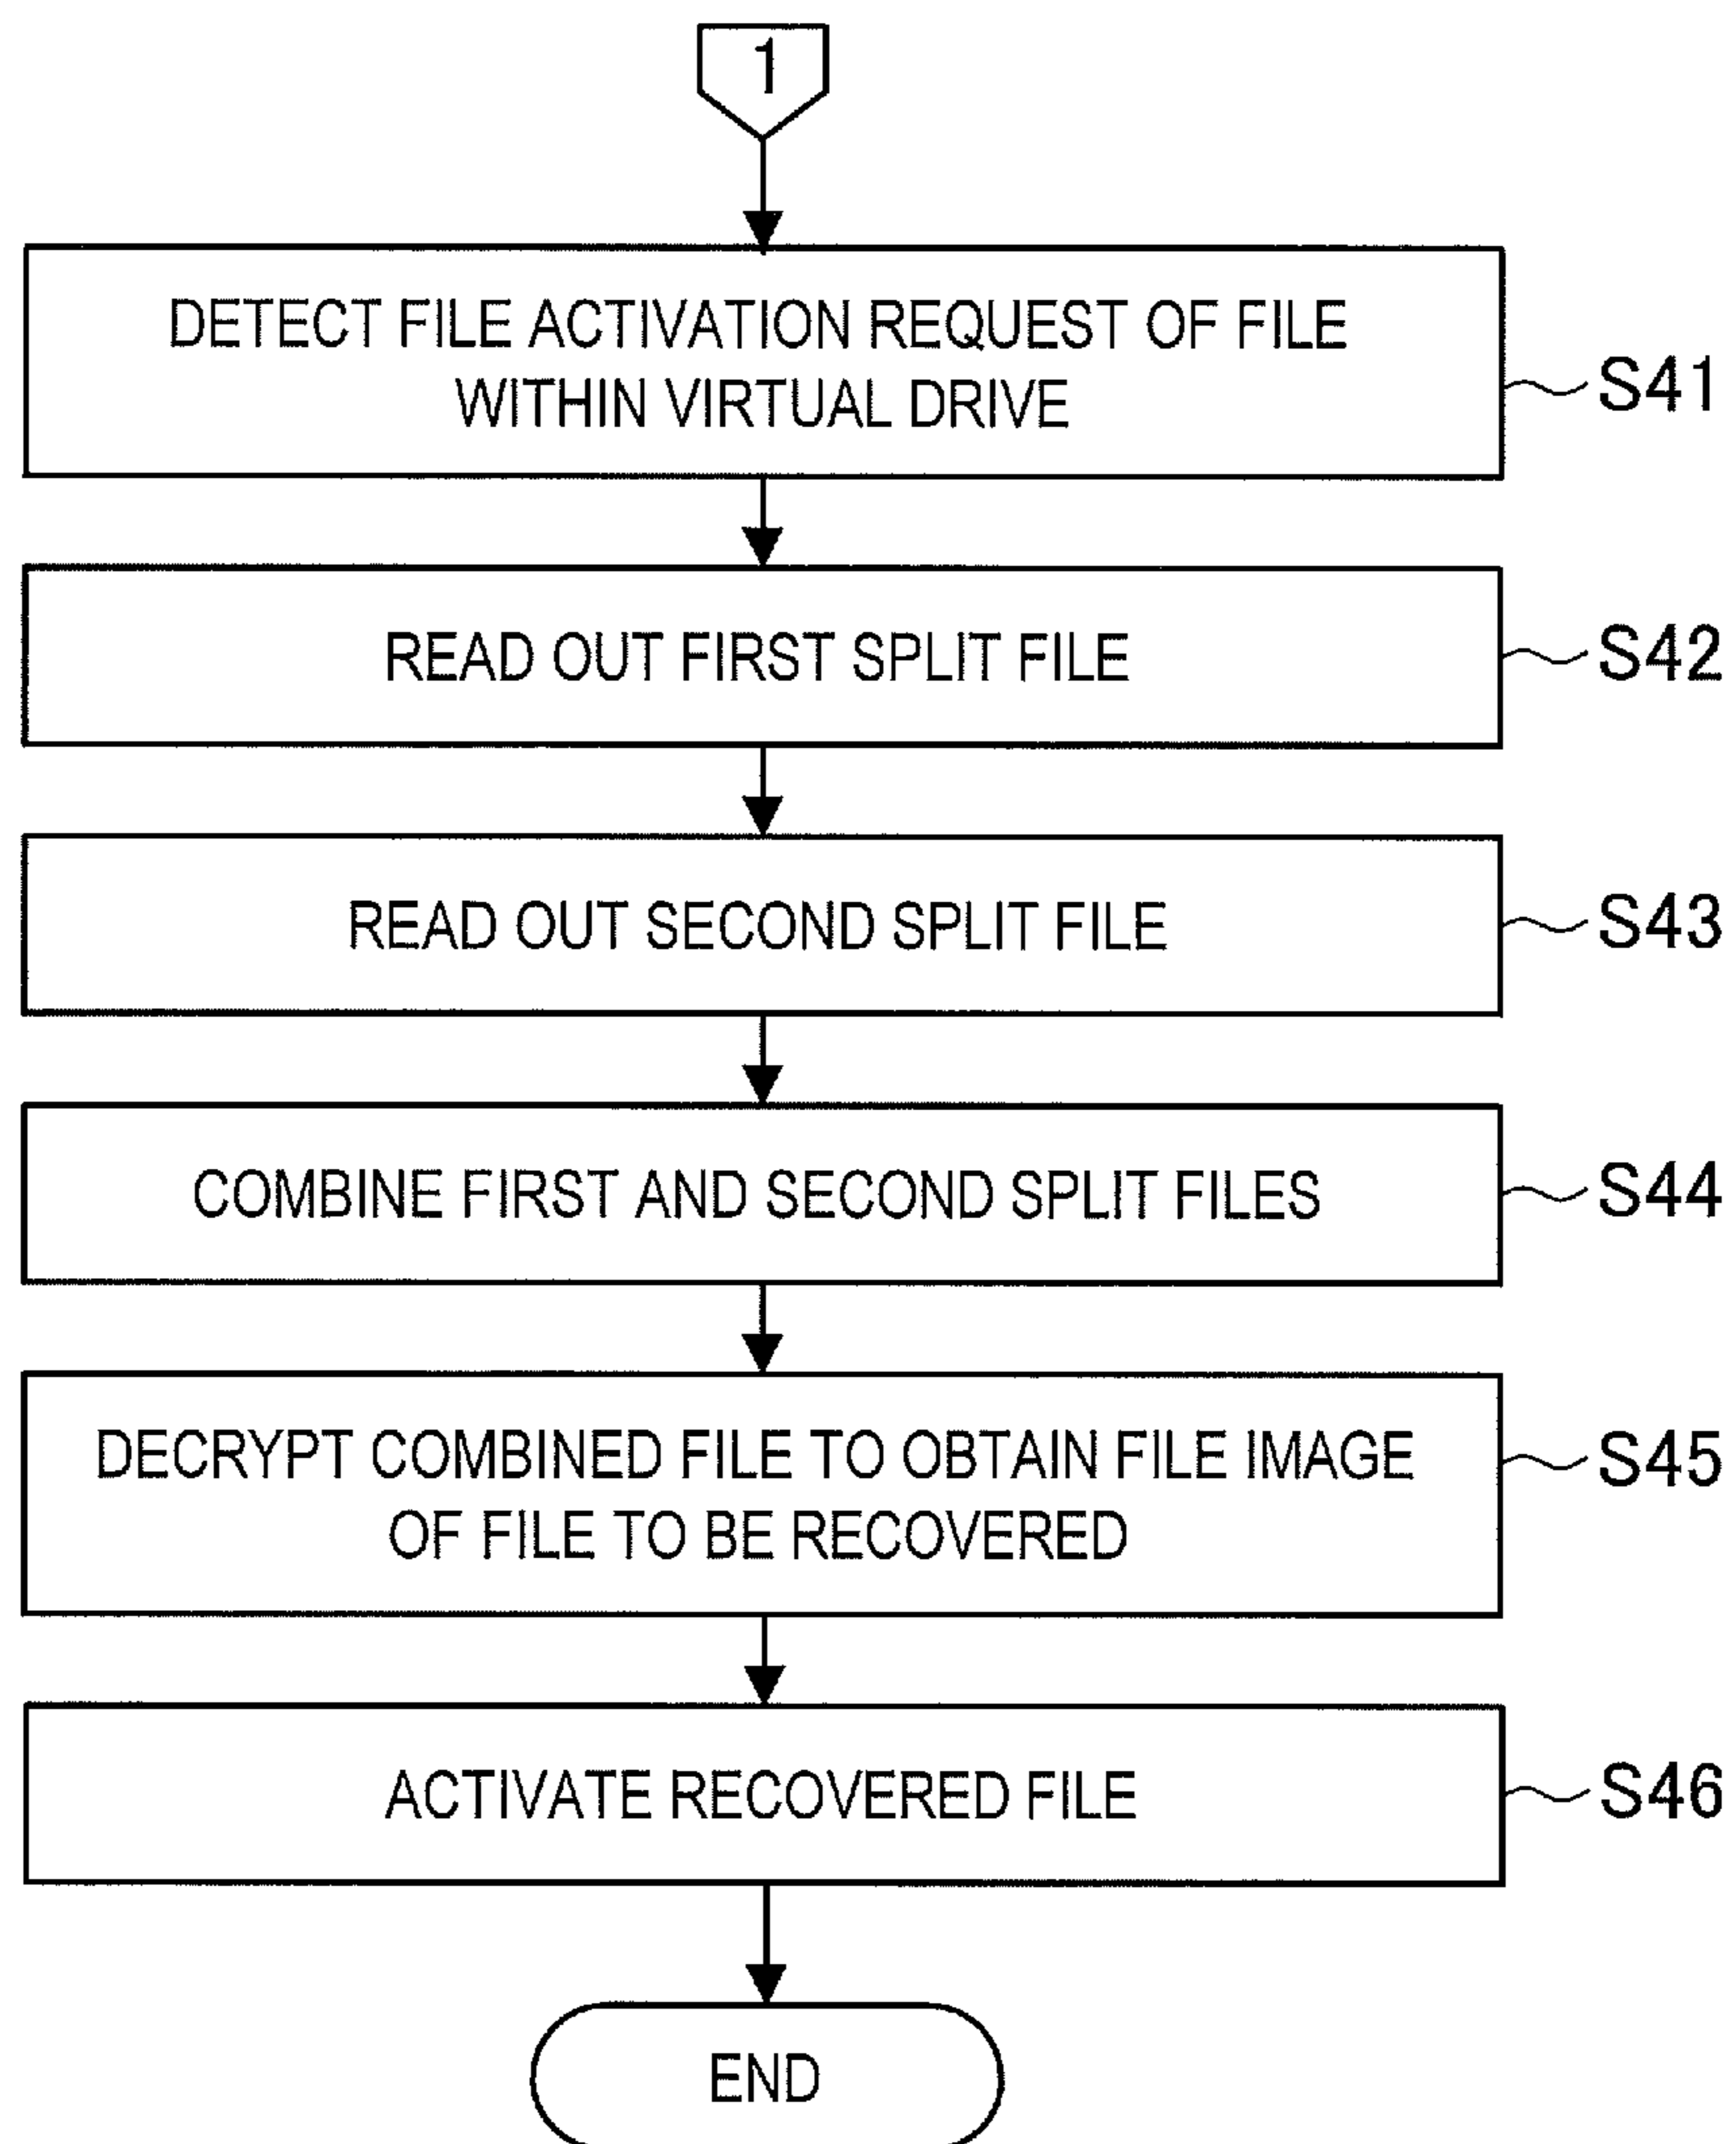 1
DETECT FILE ACTIVATION REQUEST OF FILE
WITHIN VIRTUAL DRIVE
S41
READ OUT FIRST SPLIT FILE
S42
READ OUT SECOND SPLIT FILE
S43
COMBINE FIRST AND SECOND SPLIT FILES
S44
DECRYPT COMBINED FILE TO OBTAIN FILE IMAGE
OF FILE TO BE RECOVERED
S45
ACTIVATE RECOVERED FILE
S46
END